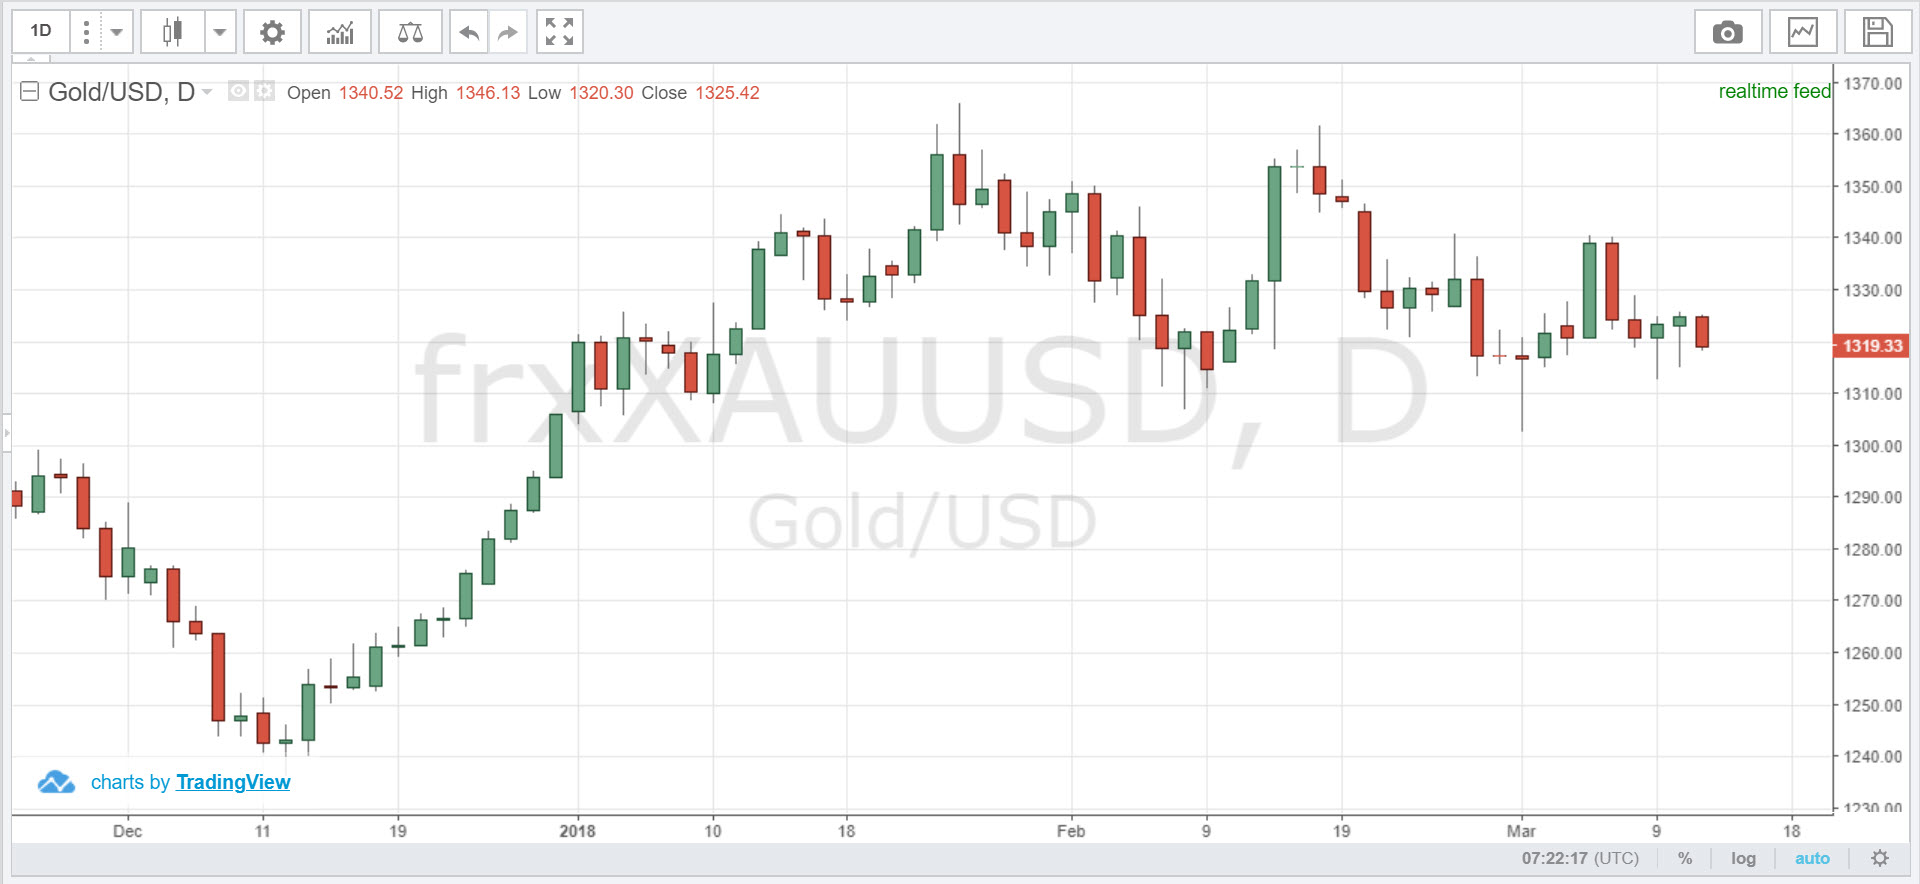 1D
Gold/USD, D Open 1340.52 High 1346.13 Low 1320.30 Close 1325.42
realtime feed
1370.00
1360.00
1350.00
1340.00
1330.00
1319.33
1310.00
1300.00
1290.00
1280.00
1270.00
1260.00
1250.00
1240.00
1230.00
frxXAUUSD, D
Gold/USD
charts by TradingView
Dec 11 19 2018 10 18 Feb 9 19 Mar 9 18
07:22:17 (UTC) % log auto